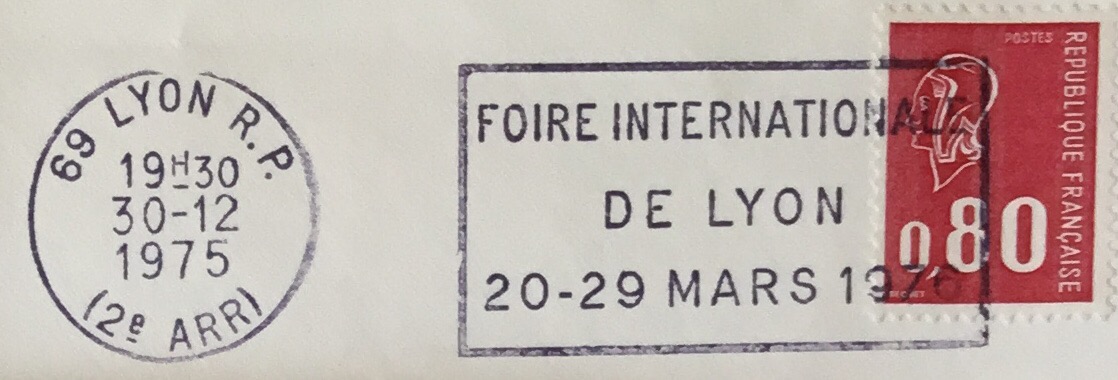 69 LYON R.P.
19H30
30-12
1975
(2e ARR)
FOIRE INTERNATIONALE
DE LYON
20-29 MARS 1976
POSTES
REPUBLIQUE FRANÇAISE
0,80
BEQUET